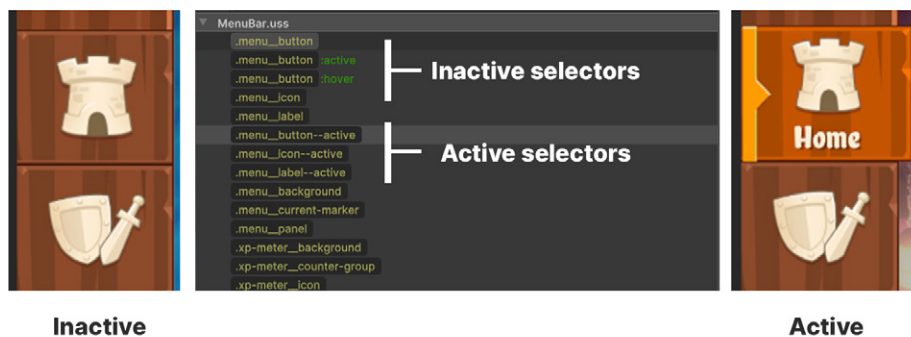 MenuBar.uss
.menu__button
.menu__button :active
.menu__button :hover
.menu__icon
.menu__label
.menu__button--active
.menu__icon--active
.menu__label--active
.menu__background
.menu__current-marker
.menu__panel
.xp-meter__background
.xp-meter__counter-group
.xp-meter__icon
Inactive selectors
Active selectors
Home
Inactive
Active